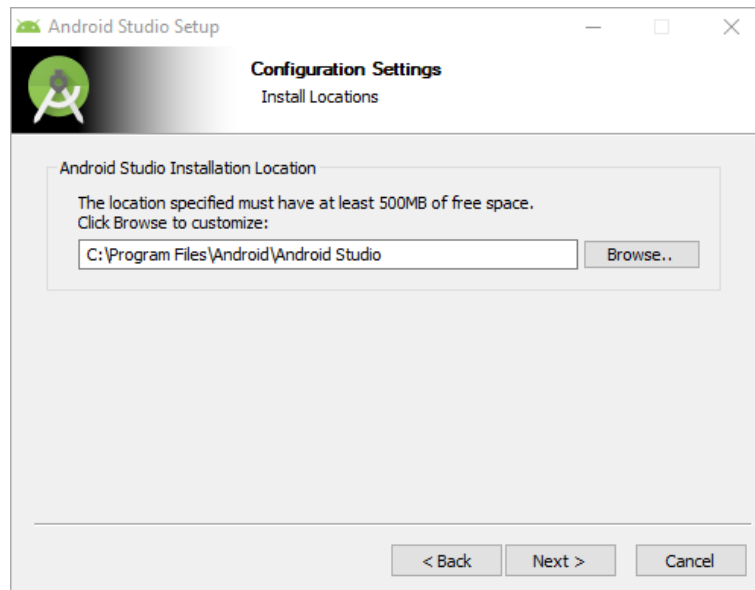 Android Studio Setup
Configuration Settings
Install Locations
Android Studio Installation Location
The location specified must have at least 500MB of free space.
Click Browse to customize:
C:\Program Files\Android\Android Studio
Browse..
< Back
Next >
Cancel